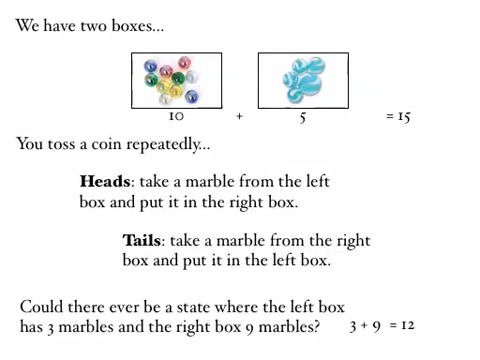 We have two boxes...
10 + 5 = 15
You toss a coin repeatedly...
Heads: take a marble from the left
box and put it in the right box.
Tails: take a marble from the right
box and put it in the left box.
Could there ever be a state where the left box
has 3 marbles and the right box 9 marbles? 3 + 9 = 12